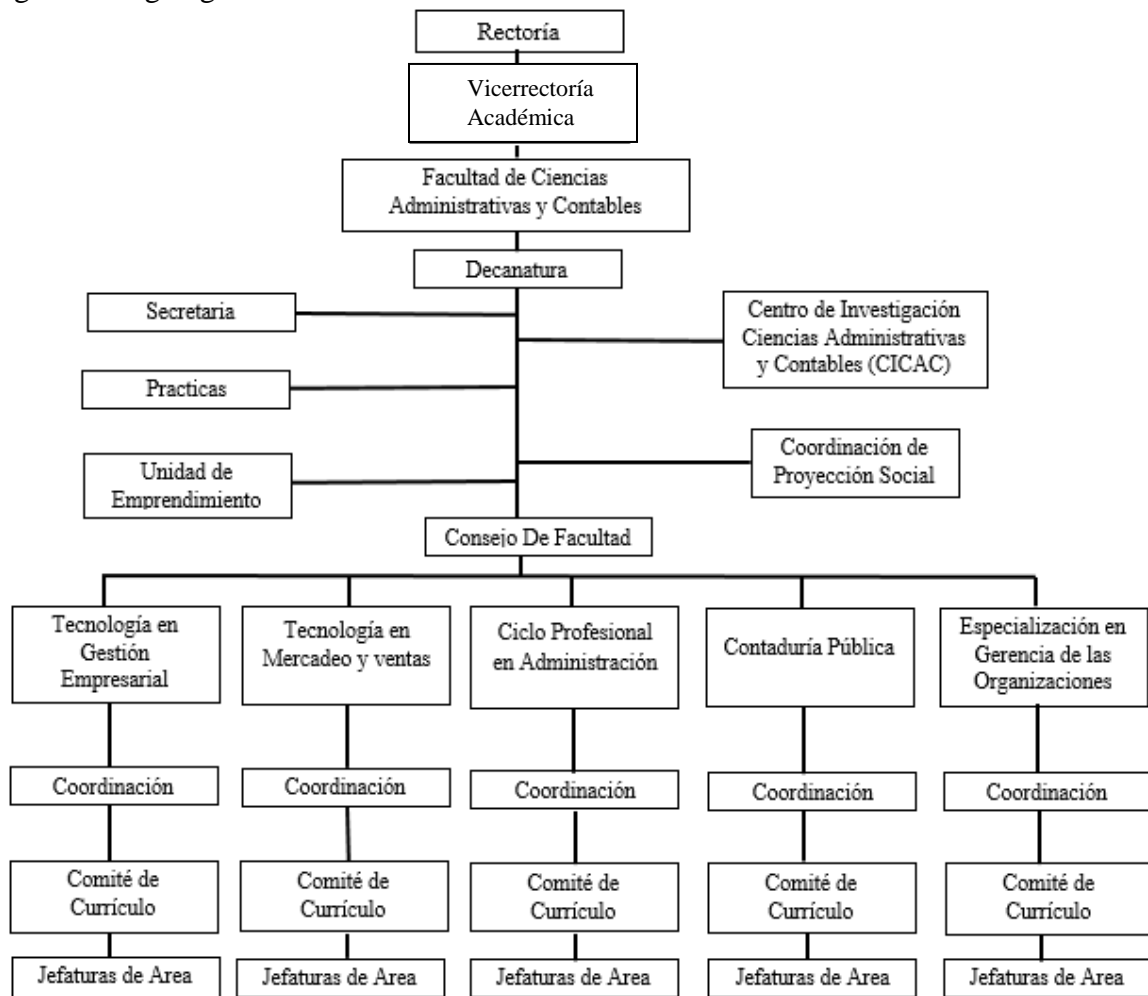 Rectoría
Vicerrectoría
Académica
Facultad de Ciencias
Administrativas y Contables
Decanatura
Secretaria
Centro de Investigación
Ciencias Administrativas
y Contables (CICAC)
Practicas
Coordinación de
Proyección Social
Unidad de
Emprendimiento
Consejo De Facultad
Tecnología en
Gestión
Empresarial
Tecnología en
Mercadeo y ventas
Ciclo Profesional
en Administración
Contaduría Pública
Especialización en
Gerencia de las
Organizaciones
Coordinación
Coordinación
Coordinación
Coordinación
Coordinación
Comité de
Currículo
Comité de
Currículo
Comité de
Currículo
Comité de
Currículo
Comité de
Currículo
Jefaturas de Area
Jefaturas de Area
Jefaturas de Area
Jefaturas de Area
Jefaturas de Area